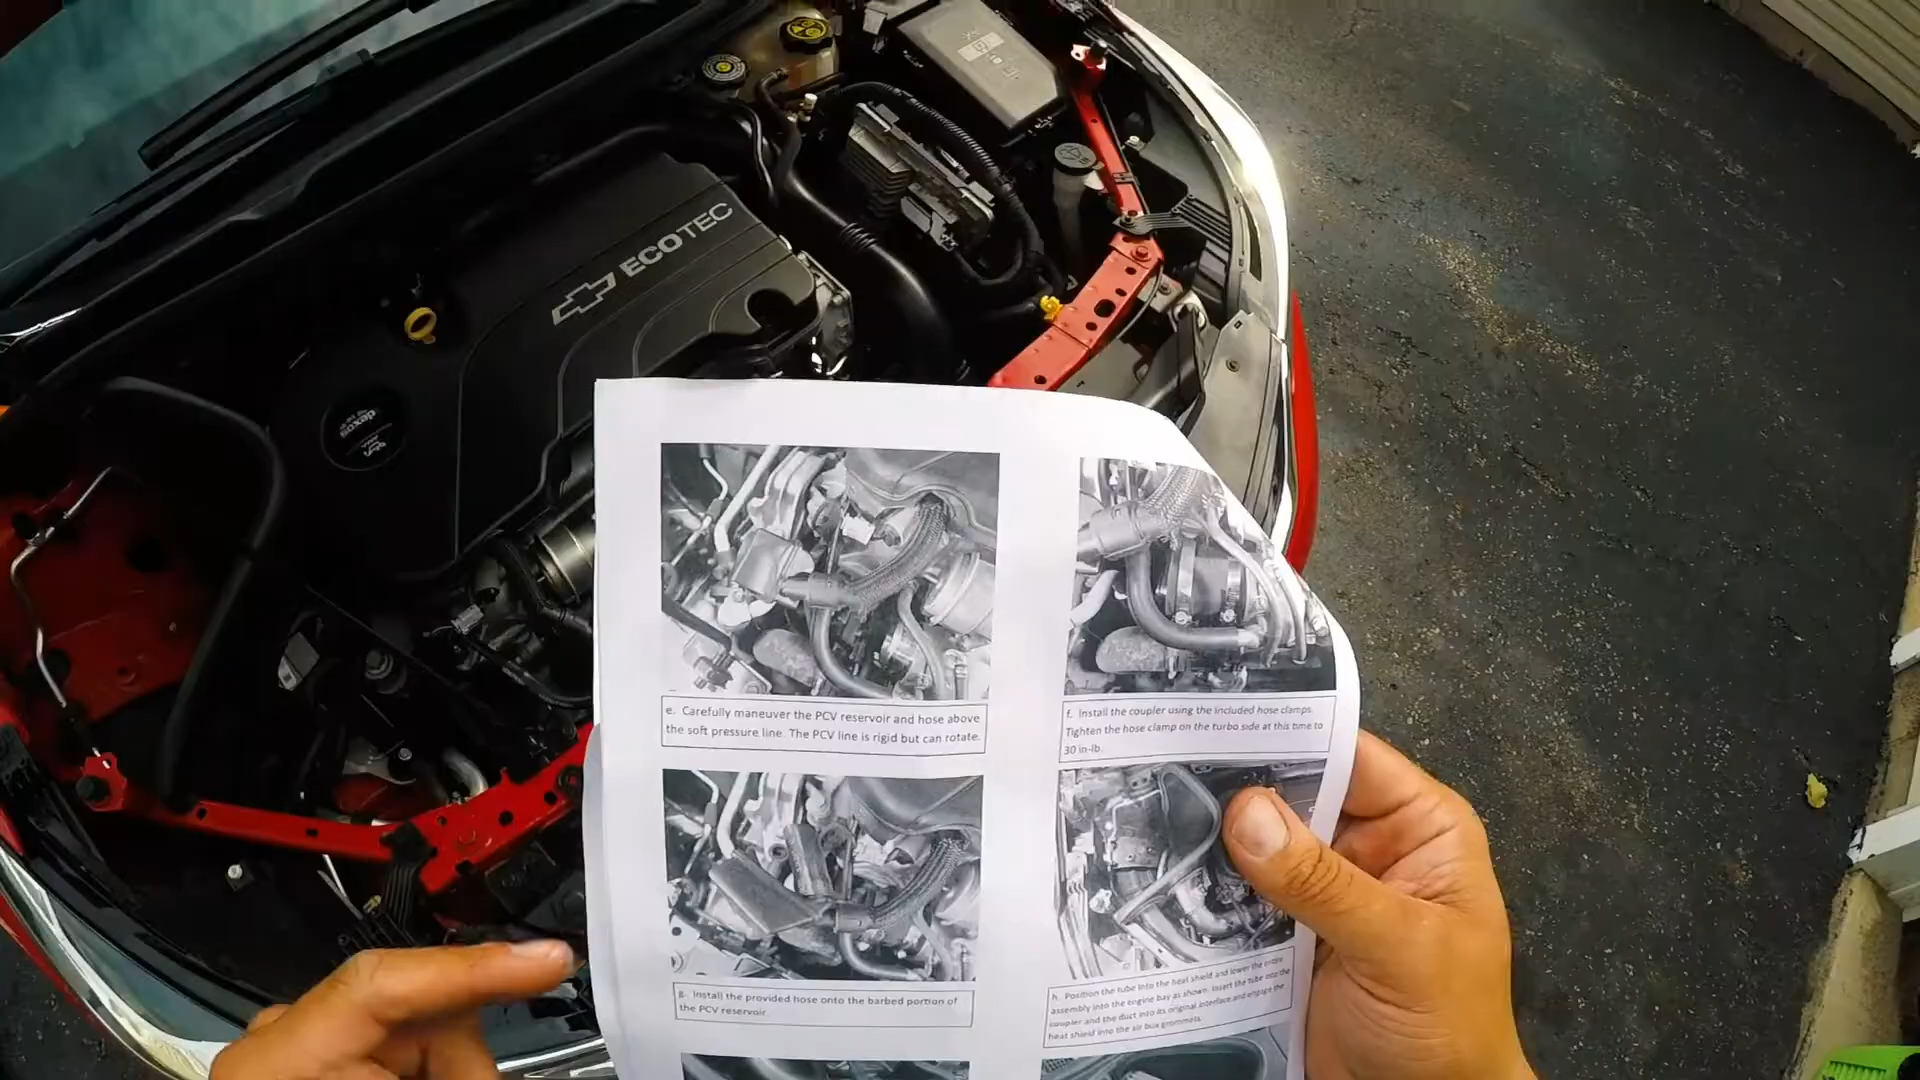 ECOTEC
dexos
e. Carefully maneuver the PCV reservoir and hose above
the soft pressure line. The PCV line is rigid but can rotate.
f. Install the coupler using the included hose clamps.
Tighten the hose clamp on the turbo side at this time to
30 in-lb.
g. Install the provided hose onto the barbed portion of
the PCV reservoir.
h. Position the tube into the heat shield and lower the entire
assembly into the engine bay as shown. Insert the tube into the
coupler and the duct into its original interface and engage the
heat shield into the air box grommets.